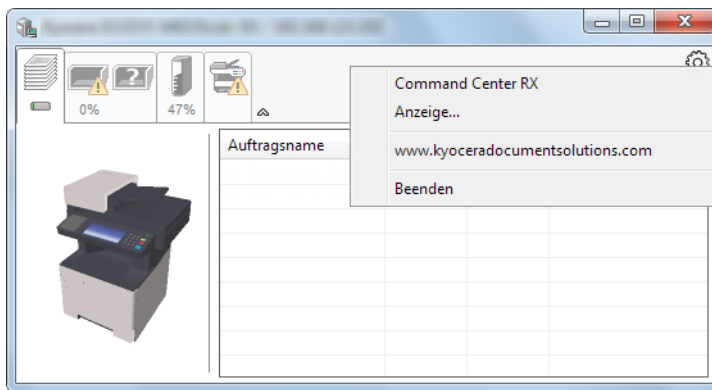 0%
47%
Auftragsname
Command Center RX
Anzeige...
www.kyoceradocumentsolutions.com
Beenden